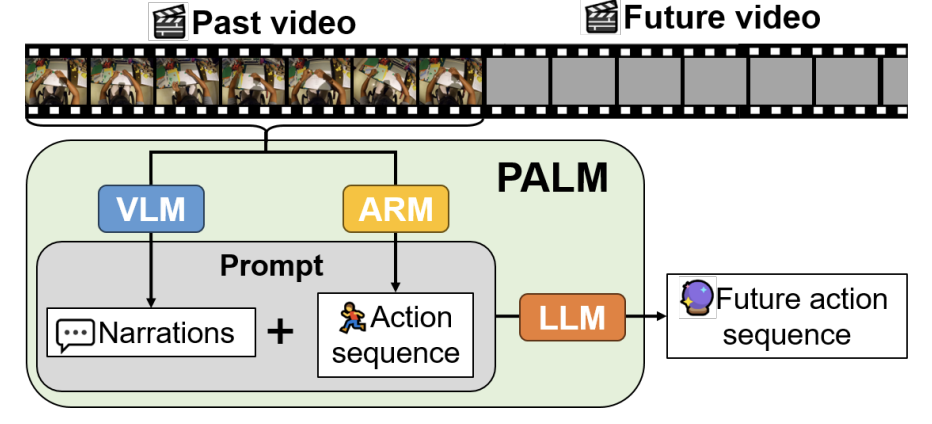 Past video
Future video
PALM
VLM
ARM
Prompt
Narrations
+
Action
sequence
LLM
Future action
sequence